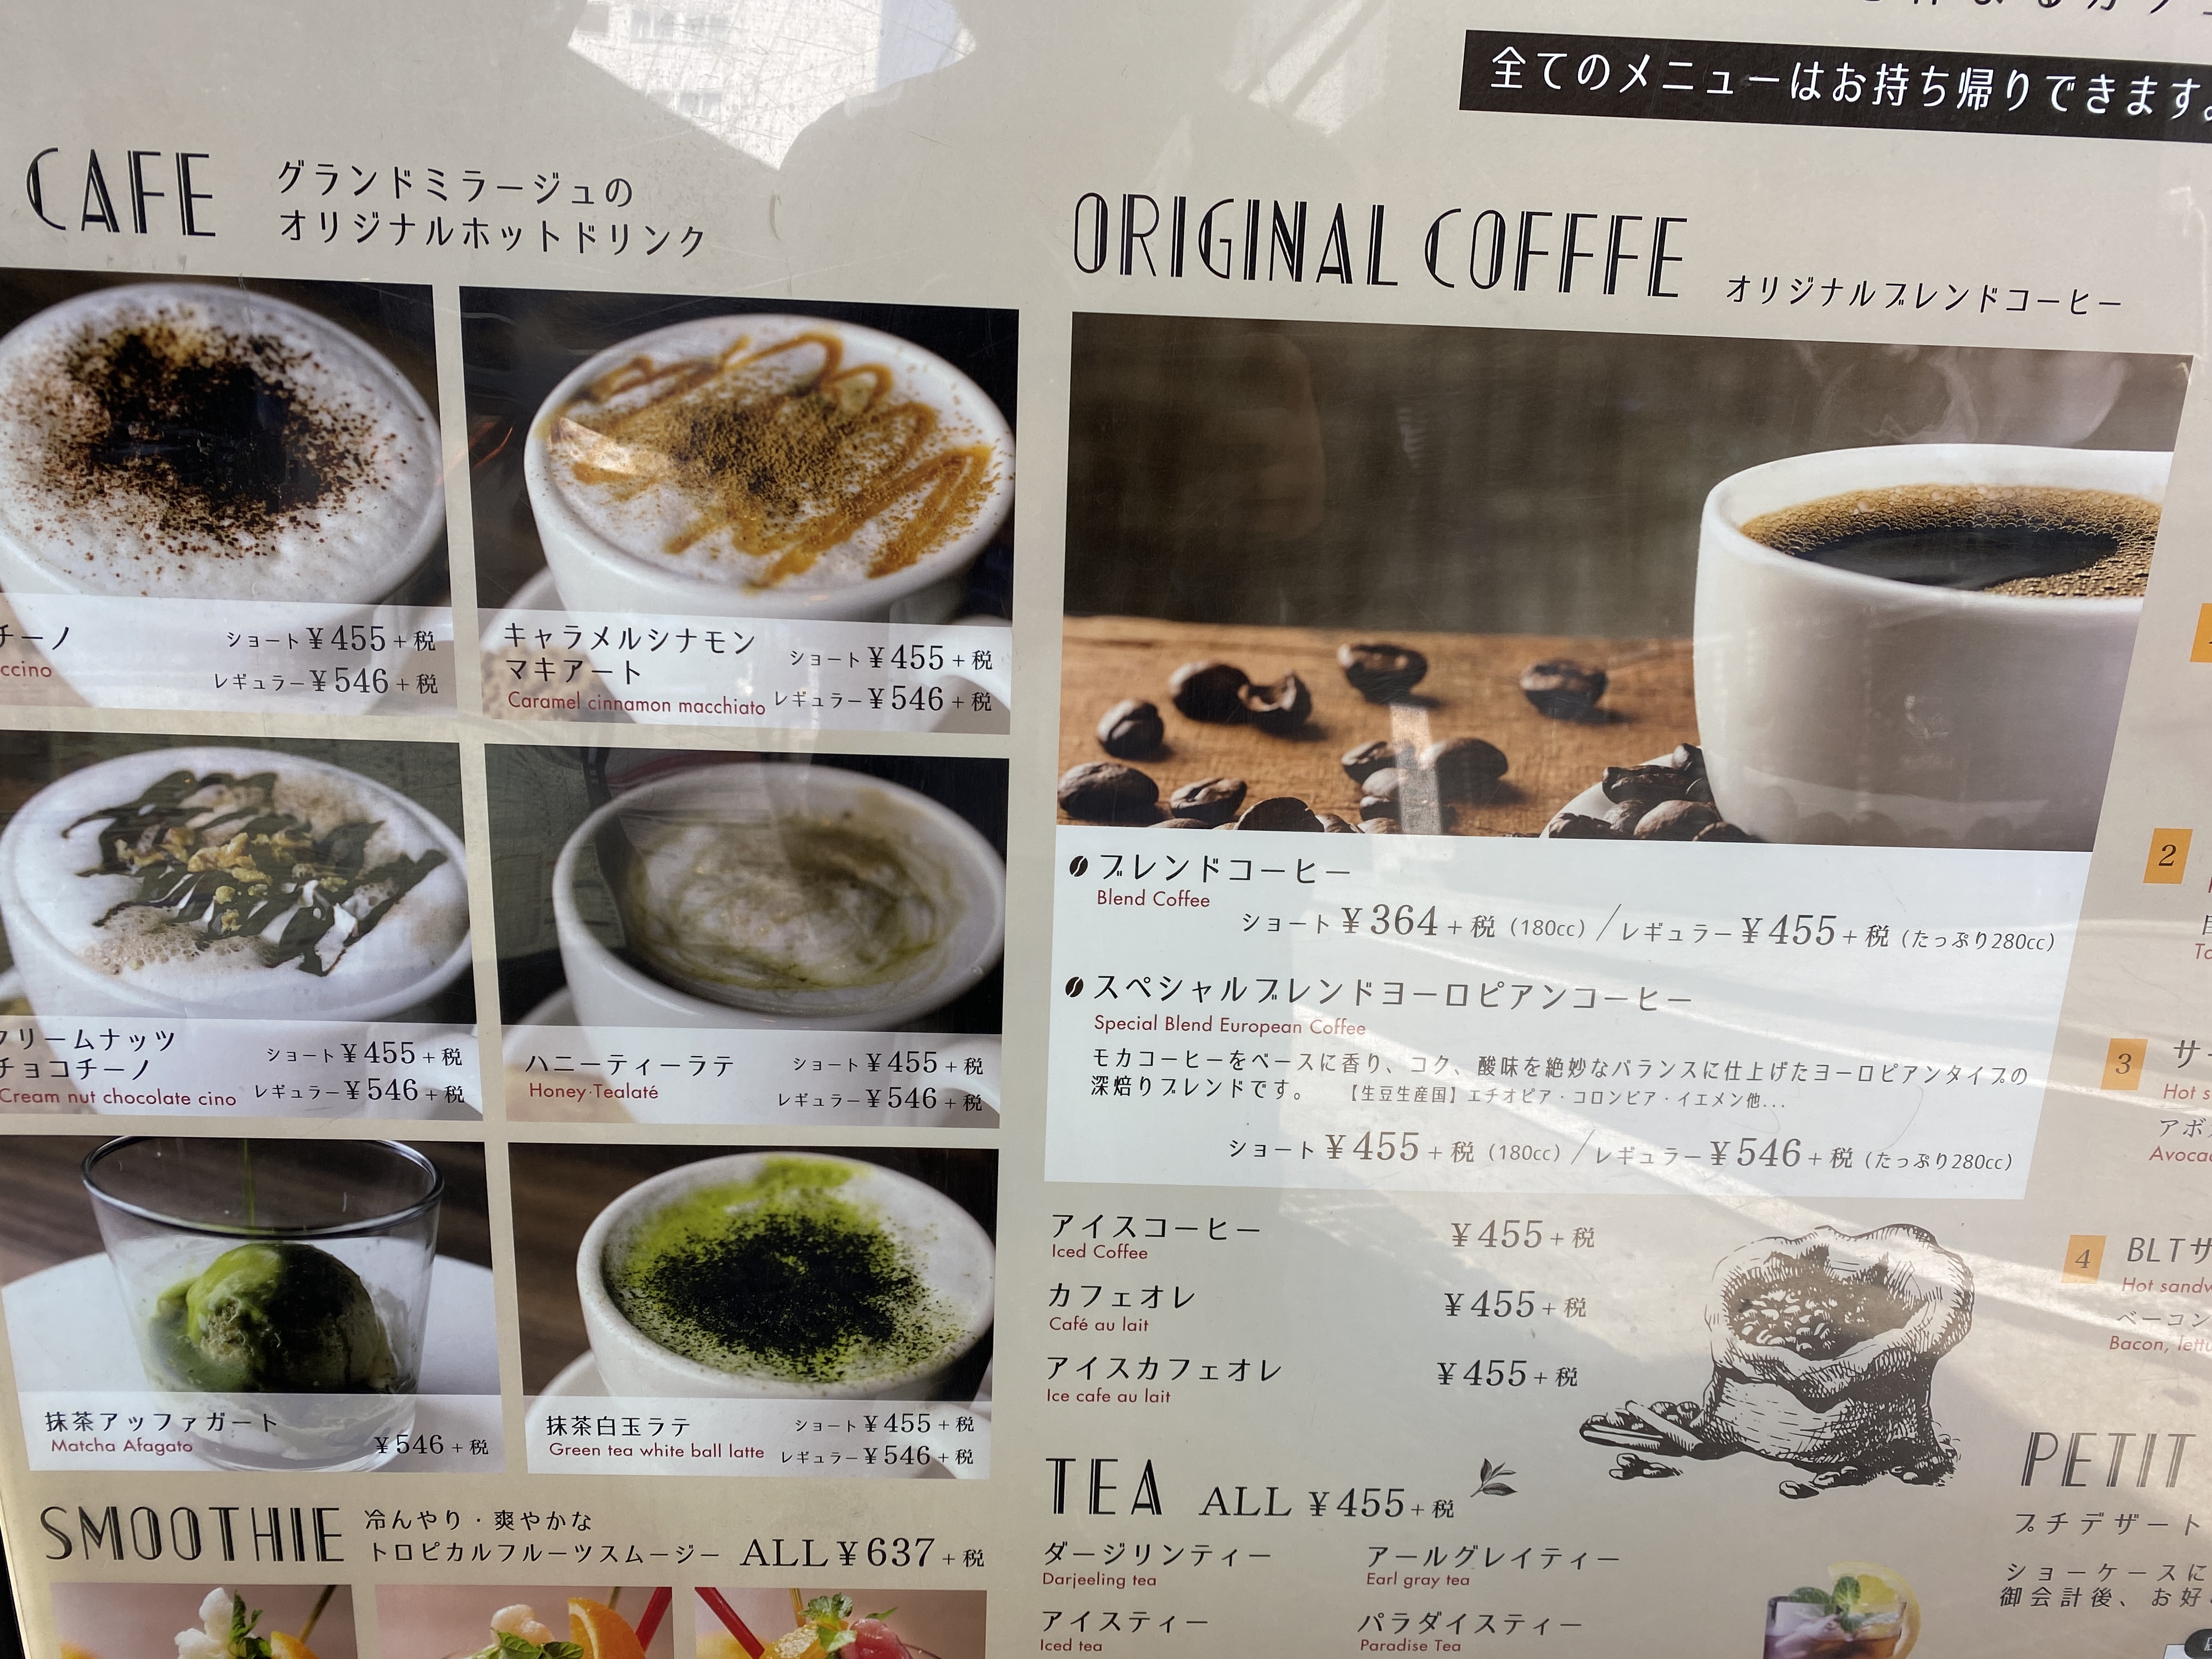 全てのメニューはお持ち帰りできます。
CAFE
グランドミラージュの
オリジナルホットドリンク
チーノ
ccino
ショート ¥455+税
レギュラー ¥546+税
キャラメルシナモン
マキアート
Caramel cinnamon macchiato
ショート ¥455+税
レギュラー ¥546+税
クリームナッツ
チョコチーノ
Cream nut chocolate cino
ショート ¥455+税
レギュラー ¥546+税
ハニーティーラテ
Honey·Tealaté
ショート ¥455+税
レギュラー ¥546+税
抹茶アッファガート
Matcha Afagato
¥546+税
抹茶白玉ラテ
Green tea white ball latte
ショート ¥455+税
レギュラー ¥546+税
SMOOTHIE
冷んやり・爽やかな
トロピカルフルーツスムージー
ALL ¥637+税
ORIGINAL COFFFE
オリジナルブレンドコーヒー
ブレンドコーヒー
Blend Coffee
ショート ¥364+税 (180cc) / レギュラー ¥455+税 (たっぷり280cc)
スペシャルブレンドヨーロピアンコーヒー
Special Blend European Coffee
モカコーヒーをベースに香り、コク、酸味を絶妙なバランスに仕上げたヨーロピアンタイプの
深焙りブレンドです。 【生豆生産国】エチオピア・コロンビア・イエメン他...
ショート ¥455+税 (180cc) / レギュラー ¥546+税 (たっぷり280cc)
アイスコーヒー ¥455+税
Iced Coffee
カフェオレ ¥455+税
Café au lait
アイスカフェオレ ¥455+税
Ice cafe au lait
TEA ALL ¥455+税
ダージリンティー
Darjeeling tea
アールグレイティー
Earl gray tea
アイスティー
Iced tea
パラダイスティー
Paradise Tea
2
3
サ
Hot s
アボ
Avoca
4
BLTサ
Hot sandw
ベーコン
Bacon, lettu
PETIT
プチデザート
ショーケースに
御会計後、お好